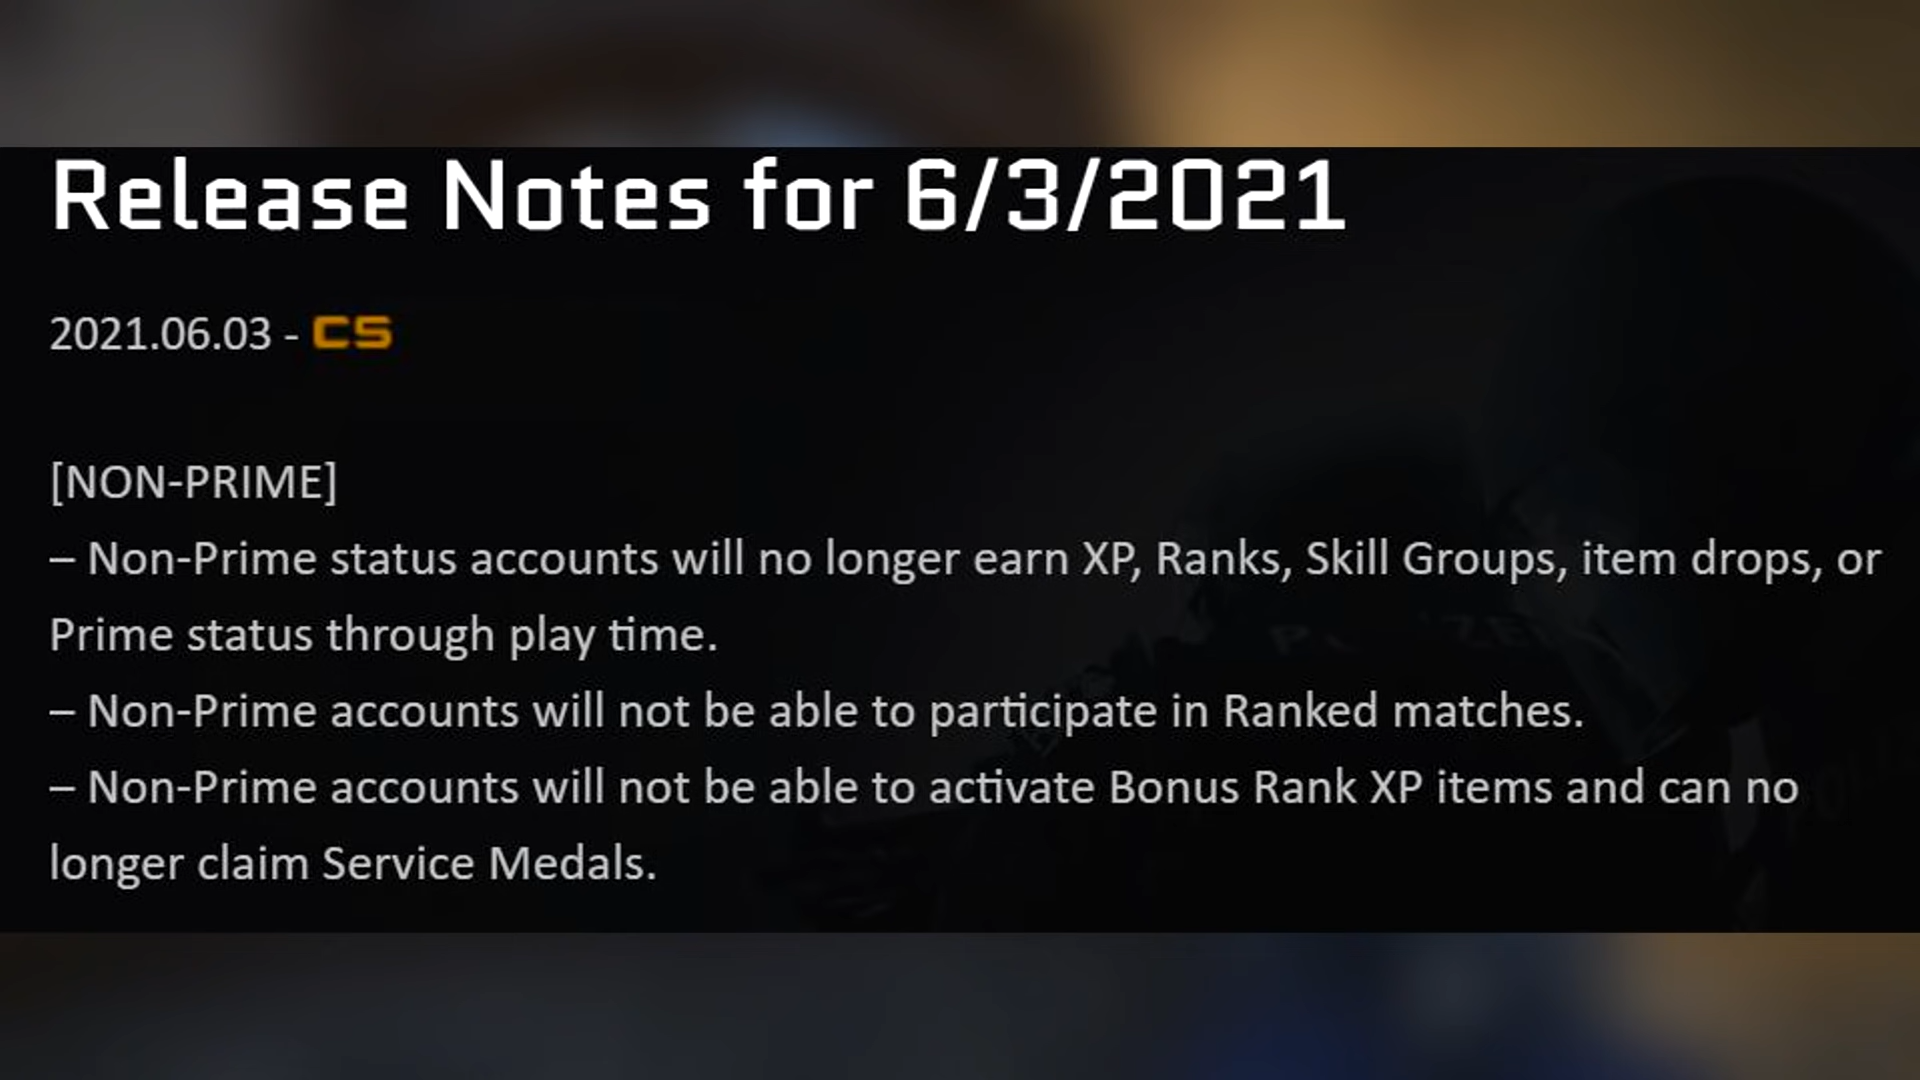 Release Notes for 6/3/2021
2021.06.03 - CS
[NON-PRIME]
– Non-Prime status accounts will no longer earn XP, Ranks, Skill Groups, item drops, or
Prime status through play time.
– Non-Prime accounts will not be able to participate in Ranked matches.
– Non-Prime accounts will not be able to activate Bonus Rank XP items and can no
longer claim Service Medals.